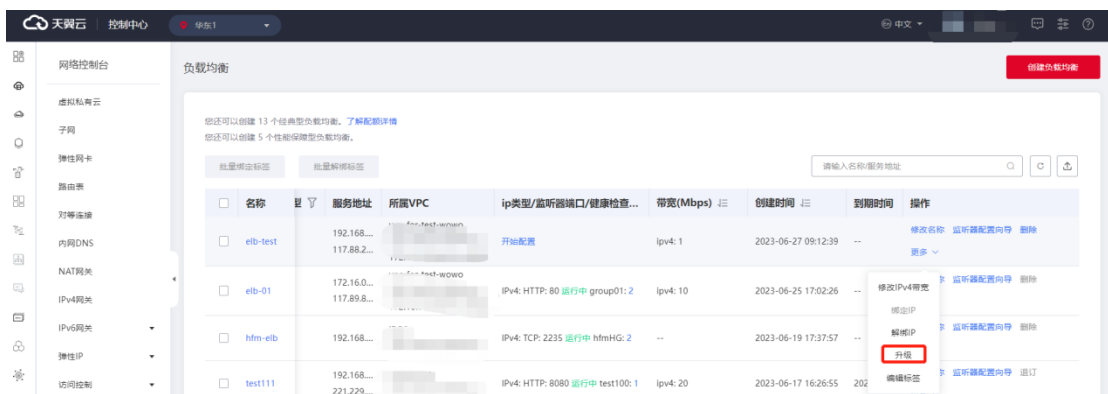 天翼云 控制中心 华东1 中文
网络控制台
虚拟私有云
子网
弹性网卡
路由表
对等连接
内网DNS
NAT网关
IPv4网关
IPv6网关
弹性IP
访问控制
负载均衡 创建负载均衡
您还可以创建 13 个经典型负载均衡。了解配额详情
您还可以创建 5 个性能保障型负载均衡。
批量绑定标签 批量解绑标签 请输入名称/服务地址
名称 型 服务地址 所属VPC ip类型/监听器端口/健康检查... 带宽(Mbps) 创建时间 到期时间 操作
elb-test 192.168.... 117.88.2... 开始配置 ipv4: 1 2023-06-27 09:12:39 -- 修改名称 监听器配置向导 删除
更多
elb-01 172.16.0... 117.89.8... IPv4: HTTP: 80 运行中 group01: 2 ipv4: 10 2023-06-25 17:02:26 -- 监听器配置向导 删除
hfm-elb 192.168.... IPv4: TCP: 2235 运行中 hfmHG: 2 -- 2023-06-19 17:37:57 -- 监听器配置向导 删除
test111 192.168.... 221.229.... IPv4: HTTP: 8080 运行中 test100: 1 ipv4: 20 2023-06-17 16:26:55 202 监听器配置向导 退订
修改IPv4带宽
绑定IP
解绑IP
升级
编辑标签